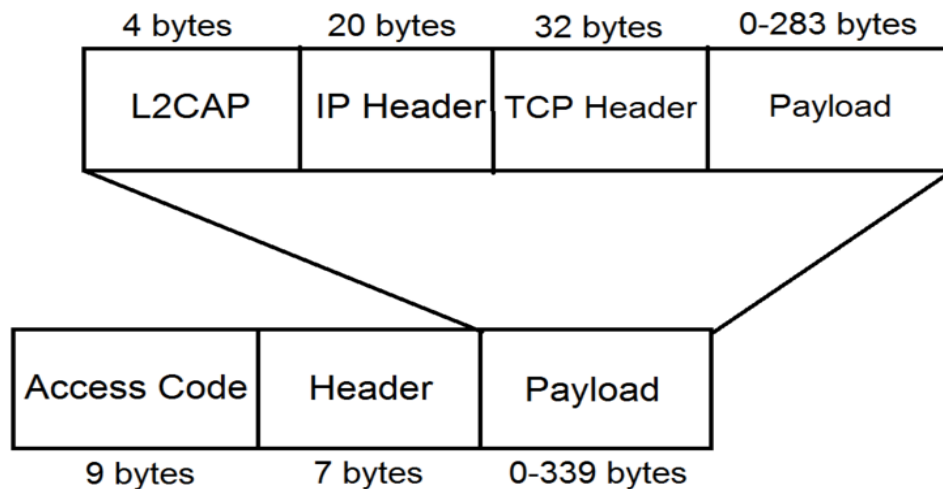 4 bytes 20 bytes 32 bytes 0-283 bytes
L2CAP IP Header TCP Header Payload
Access Code Header Payload
9 bytes 7 bytes 0-339 bytes